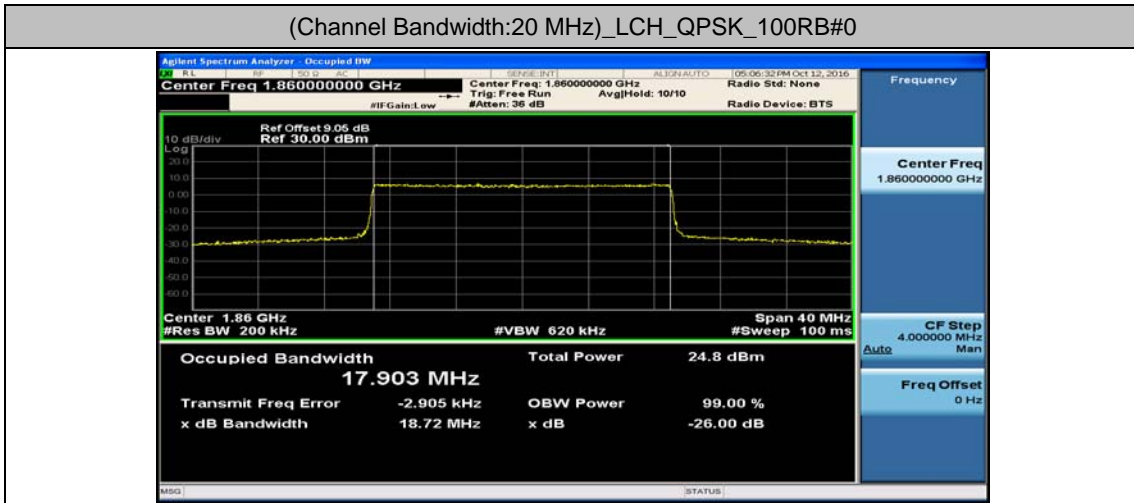 (Channel Bandwidth:20 MHz)_LCH_QPSK_100RB#0
Agilent Spectrum Analyzer - Occupied BW
LXI RL RF 50 Ω AC SENSE:INT ALIGN AUTO 05:06:32 PM Oct 12, 2016
Center Freq 1.860000000 GHz
Center Freq: 1.860000000 GHz
Radio Std: None
Trig: Free Run Avg|Hold: 10/10
#IFGain:Low #Atten: 36 dB
Radio Device: BTS
Ref Offset 9.05 dB
10 dB/div Ref 30.00 dBm
Log
20.0
10.0
0.00
-10.0
-20.0
-30.0
-40.0
-50.0
-60.0
Center 1.86 GHz Span 40 MHz
#Res BW 200 kHz #VBW 620 kHz #Sweep 100 ms
Occupied Bandwidth Total Power 24.8 dBm
17.903 MHz
Transmit Freq Error -2.905 kHz OBW Power 99.00 %
x dB Bandwidth 18.72 MHz x dB -26.00 dB
MSG STATUS
Frequency
Center Freq
1.860000000 GHz
CF Step
4.000000 MHz
Auto Man
Freq Offset
0 Hz